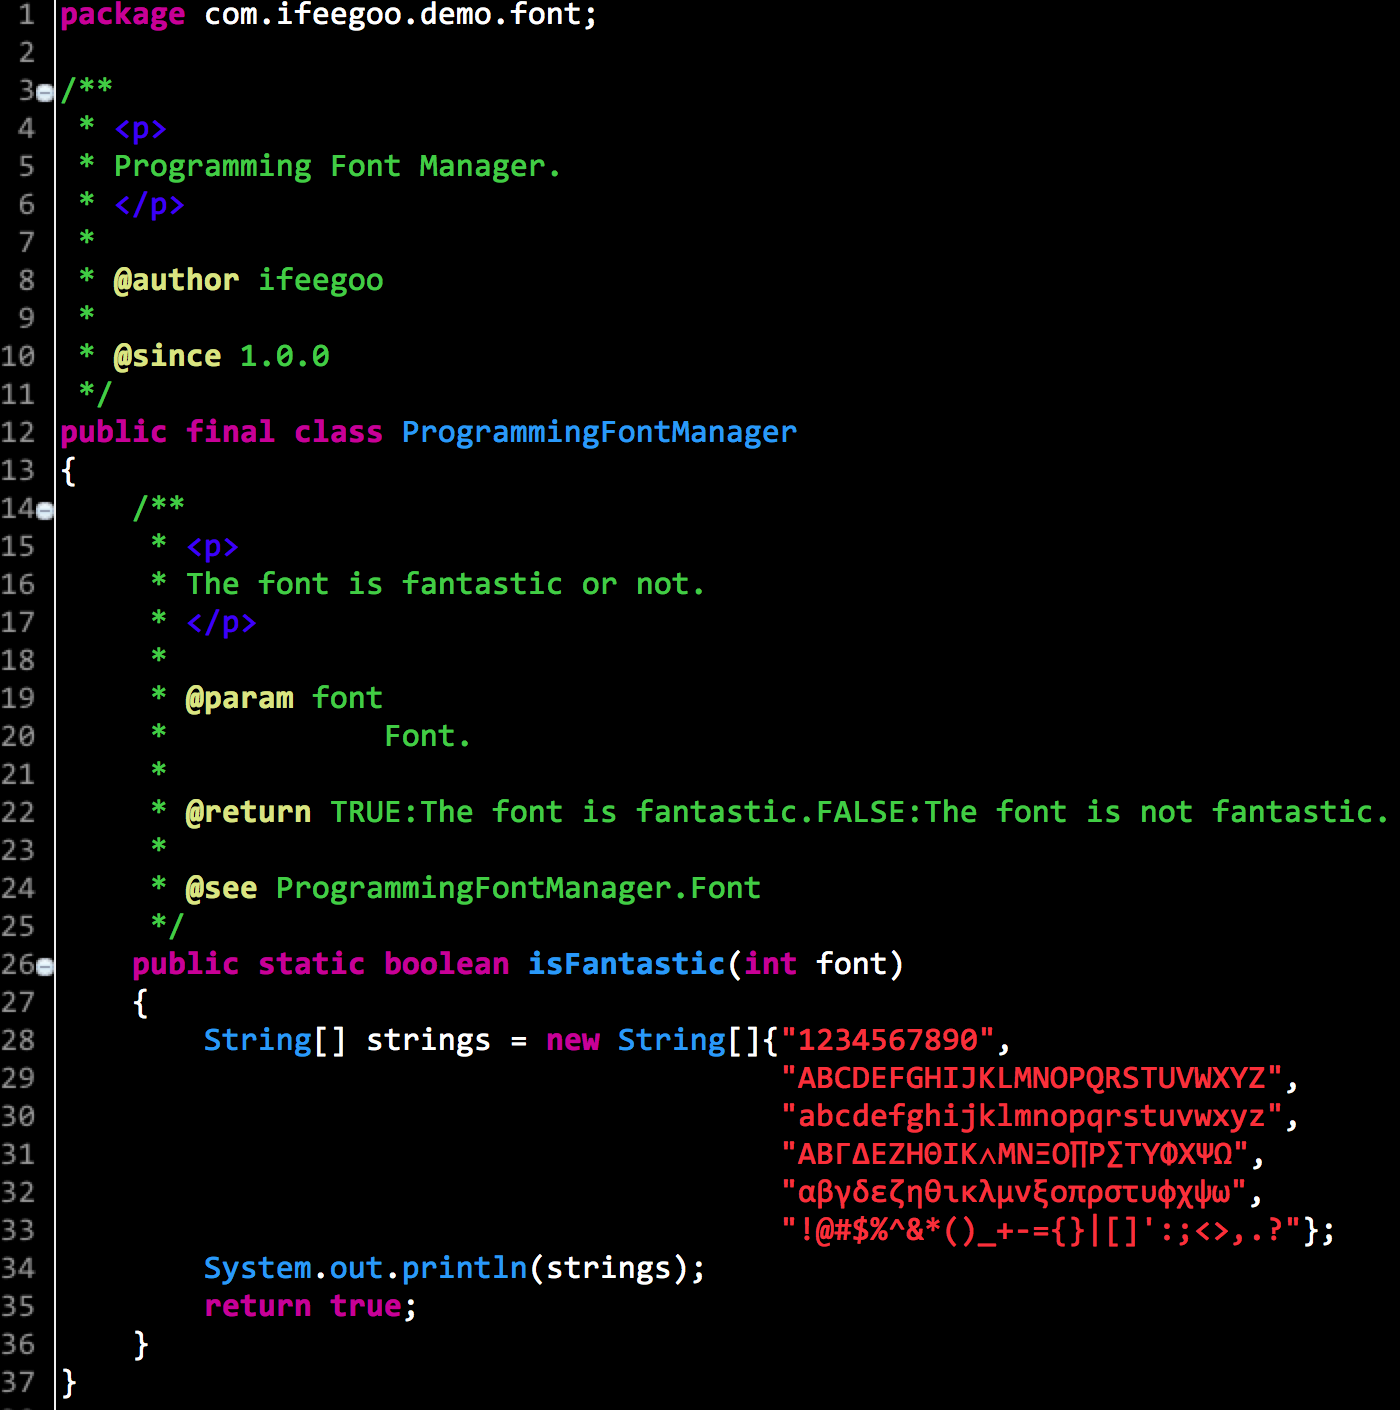 1 package com.ifeegoo.demo.font;
2
3 /**
4  * <p>
5  * Programming Font Manager.
6  * </p>
7  *
8  * @author ifeegoo
9  *
10  * @since 1.0.0
11  */
12 public final class ProgrammingFontManager
13 {
14     /**
15      * <p>
16      * The font is fantastic or not.
17      * </p>
18      *
19      * @param font
20      *            Font.
21      *
22      * @return TRUE:The font is fantastic.FALSE:The font is not fantastic.
23      *
24      * @see ProgrammingFontManager.Font
25      */
26     public static boolean isFantastic(int font)
27     {
28         String[] strings = new String[]{"1234567890",
29                                         "ABCDEFGHIJKLMNOPQRSTUVWXYZ",
30                                         "abcdefghijklmnopqrstuvwxyz",
31                                         "ΑΒΓΔΕΖΗΘΙΚ∧ΜΝΞΟ∏Ρ∑ΤΥΦΧΨΩ",
32                                         "αβγδεζηθικλμνξοπρστυφχψω",
33                                         "!@#$%^&*()_+-={}|[]':;<>,.?"};
34         System.out.println(strings);
35         return true;
36     }
37 }